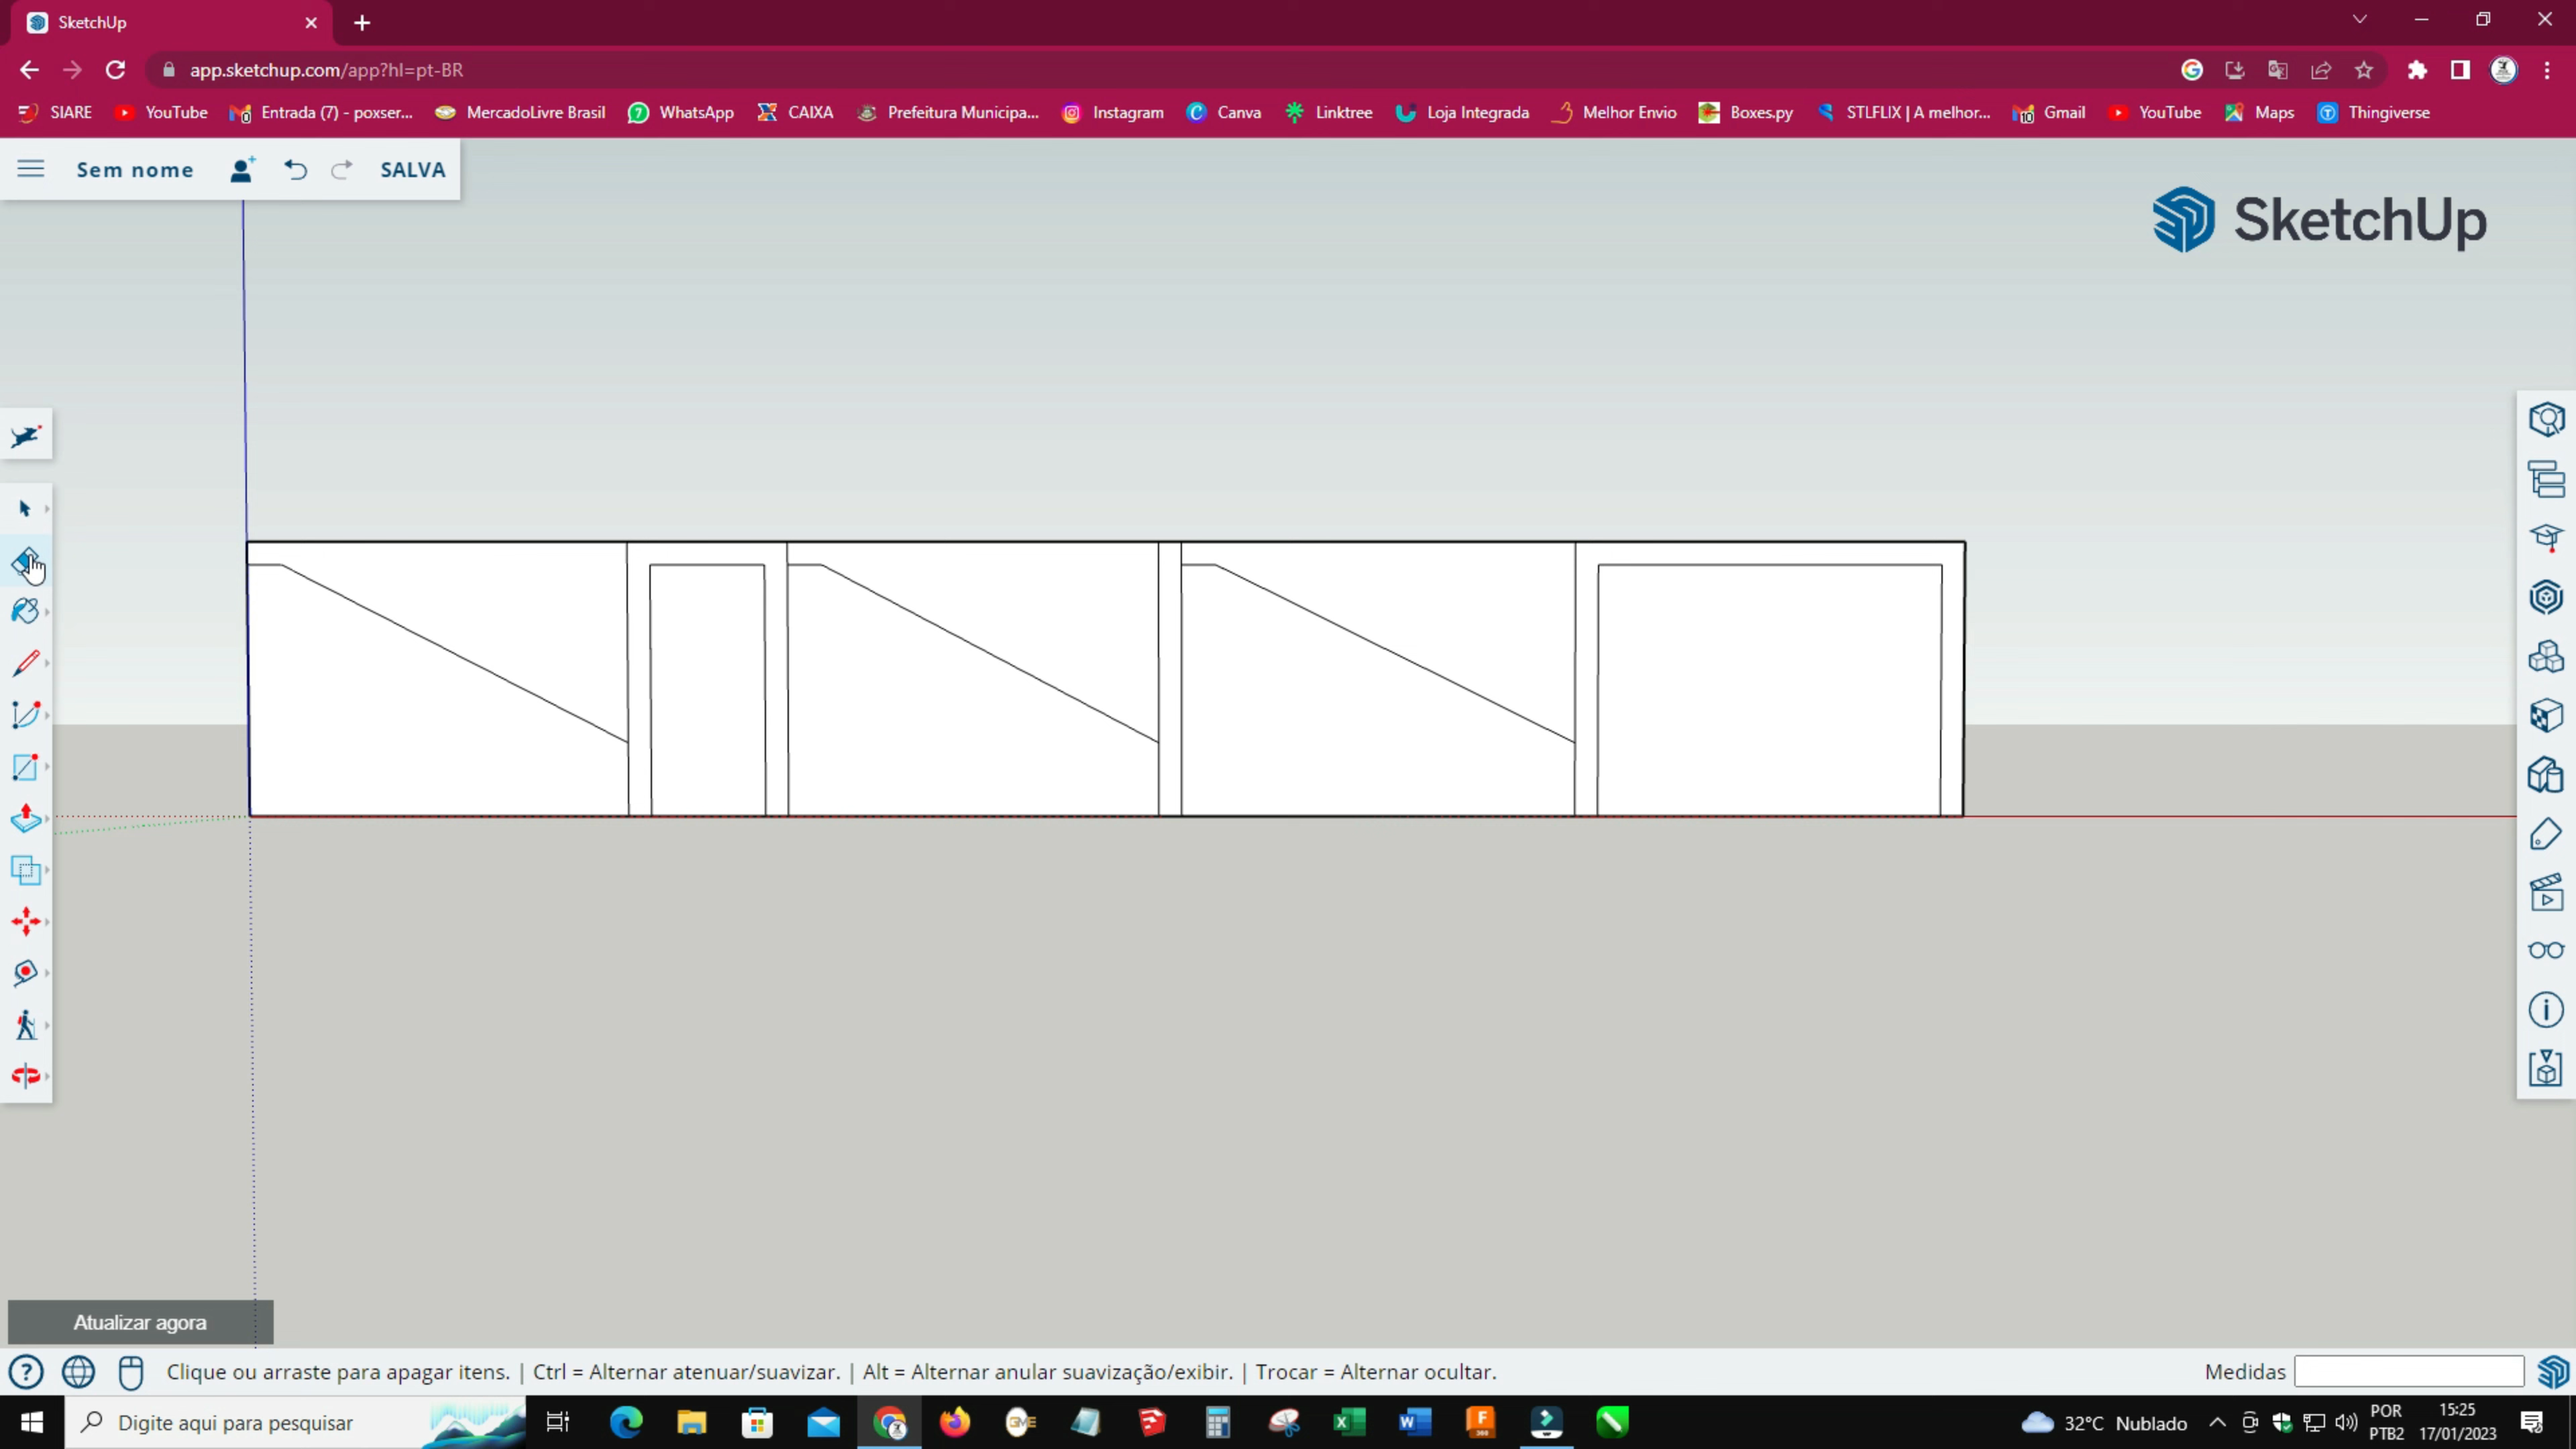 SketchUp
app.sketchup.com/app?hl=pt-BR
SIARE YouTube Entrada (7) - poxser... MercadoLivre Brasil WhatsApp CAIXA Prefeitura Municipa... Instagram Canva Linktree Loja Integrada Melhor Envio Boxes.py STLFLIX | A melhor... Gmail YouTube Maps Thingiverse
Sem nome SALVA
SketchUp
Atualizar agora
Clique ou arraste para apagar itens. | Ctrl = Alternar atenuar/suavizar. | Alt = Alternar anular suavização/exibir. | Trocar = Alternar ocultar. Medidas
Digite aqui para pesquisar 32°C Nublado POR 15:25
PTB2 17/01/2023